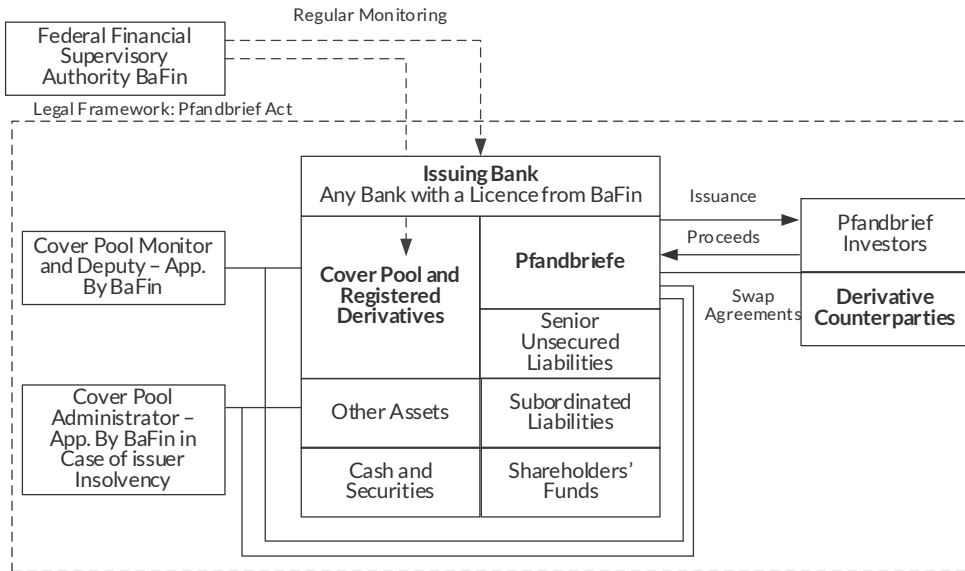 Regular Monitoring
Federal Financial
Supervisory
Authority BaFin
Legal Framework: Pfandbrief Act
Issuing Bank
Any Bank with a Licence from BaFin
Issuance
Pfandbrief
Investors
Proceeds
Cover Pool Monitor
and Deputy – App.
By BaFin
Cover Pool and
Registered
Derivatives
Pfandbriefe
Swap
Agreements
Derivative
Counterparties
Senior
Unsecured
Liabilities
Cover Pool
Administrator –
App. By BaFin in
Case of issuer
Insolvency
Other Assets
Subordinated
Liabilities
Cash and
Securities
Shareholders’
Funds